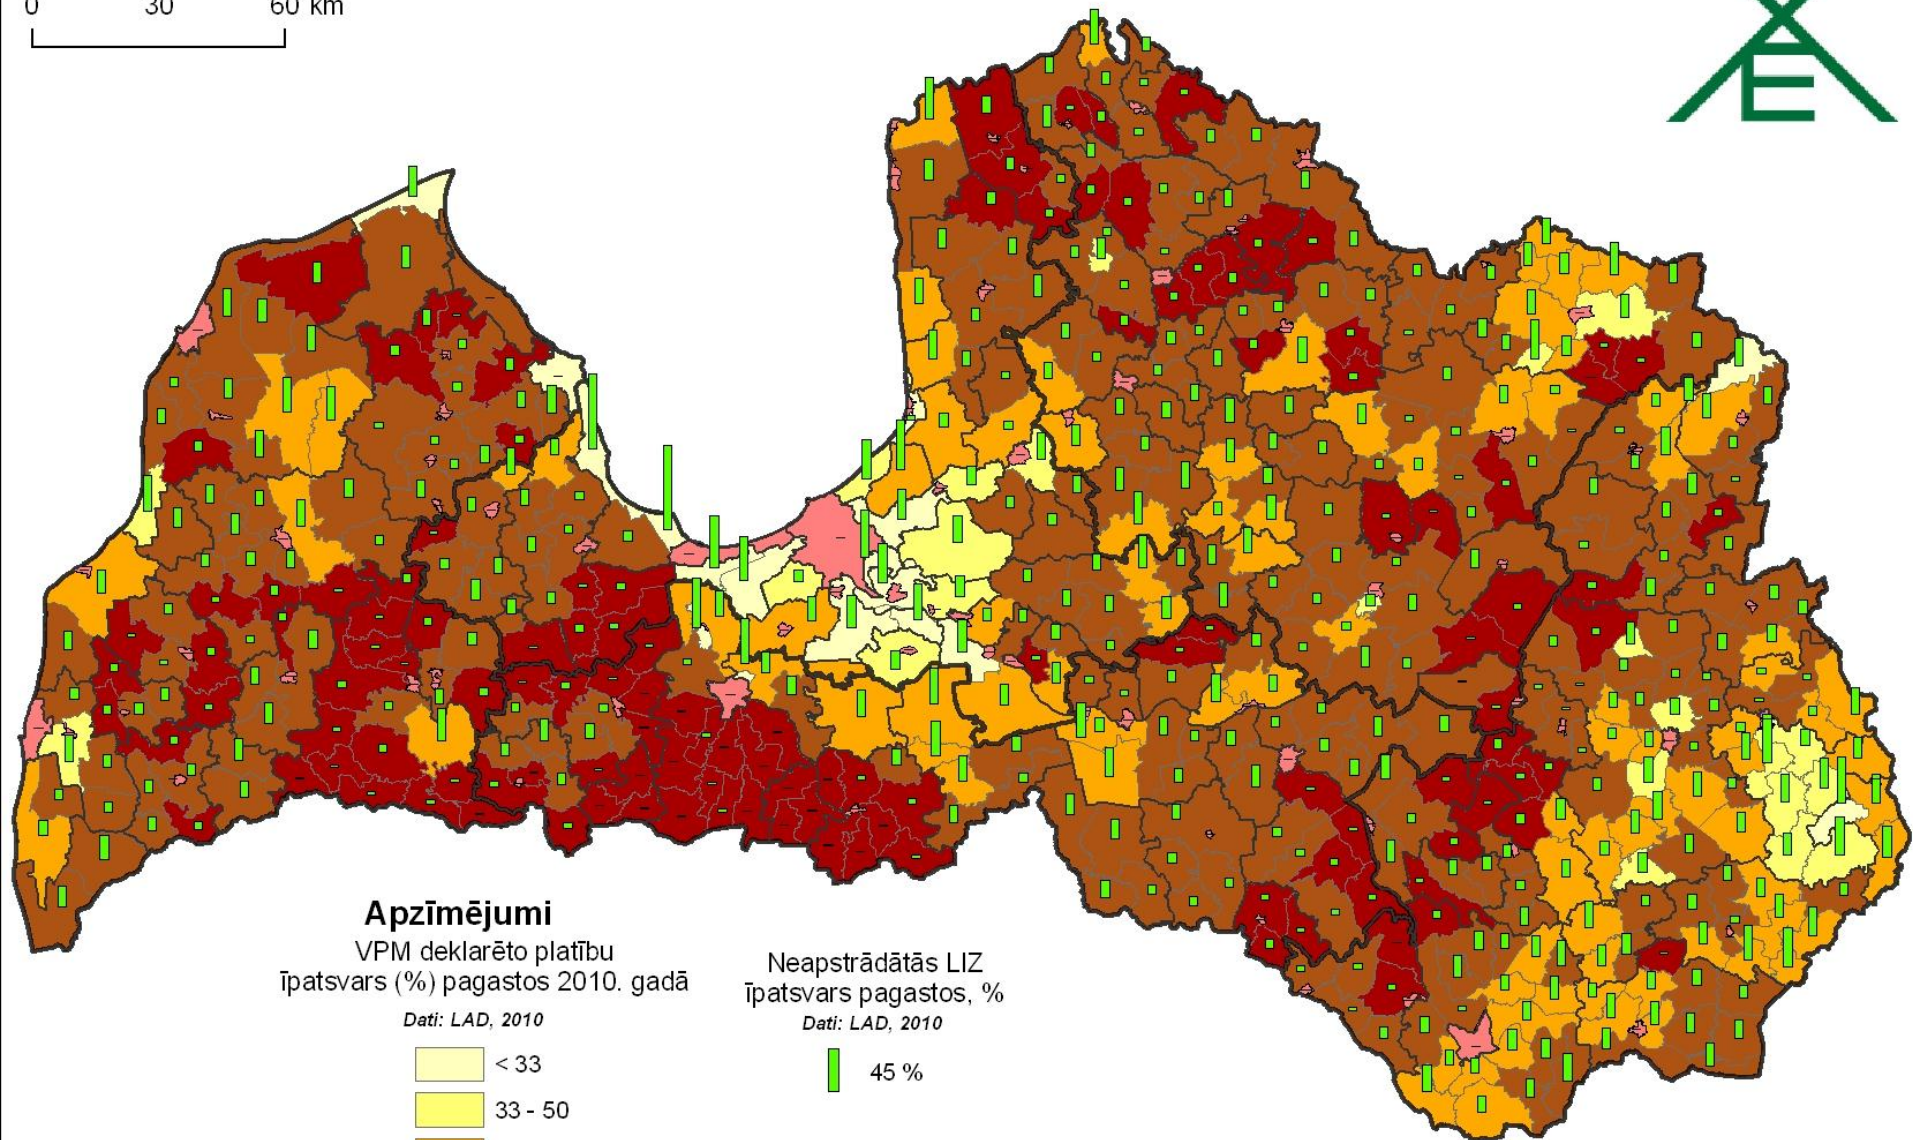 0 30 60 km
Apzīmējumi
VPM deklarēto platību
īpatsvars (%) pagastos 2010. gadā
Dati: LAD, 2010
< 33
33 - 50
Neapstrādātās LIZ
īpatsvars pagastos, %
Dati: LAD, 2010
45 %